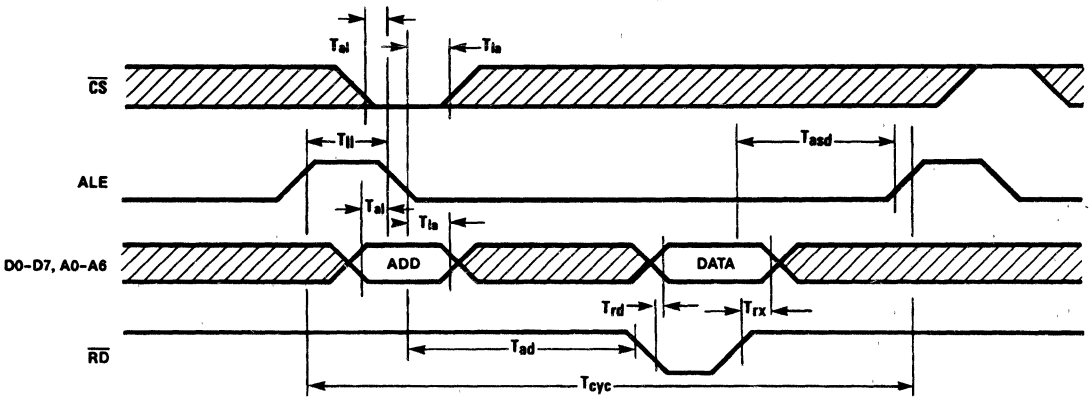 Tal
Tla
CS
Tll
Tasd
ALE
Tal
Tla
D0-D7, A0-A6
ADD
DATA
Trd
Trx
RD
Tad
Tcyc